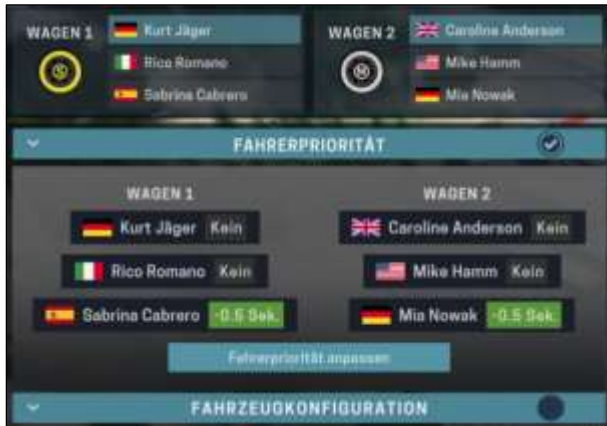 WAGEN 1
Kurt Jäger
Rico Romano
Sabrina Cabrero
WAGEN 2
Caroline Anderson
Mike Hamm
Mia Nowak
FAHRERPRIORITÄT
WAGEN 1
Kurt Jäger Kein
Rico Romano Kein
Sabrina Cabrero -0.5 Sek.
WAGEN 2
Caroline Anderson Kein
Mike Hamm Kein
Mia Nowak -0.5 Sek.
Fahrerpriorität anpassen
FAHRZEUGKONFIGURATION